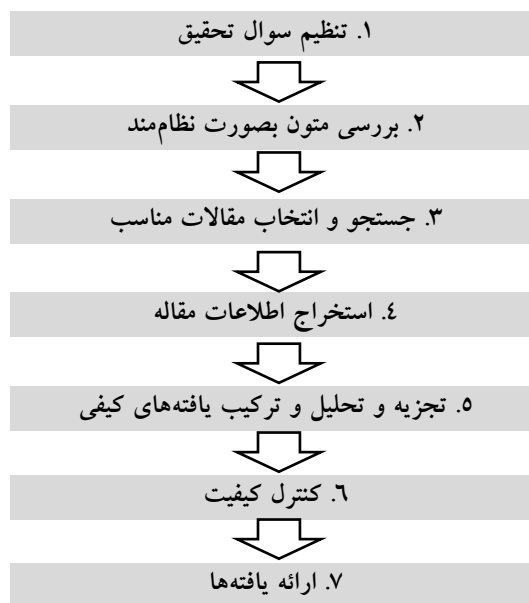 ۱. تنظیم سوال تحقیق
۲. بررسی متون بصورت نظام‌مند
۳. جستجو و انتخاب مقالات مناسب
٤. استخراج اطلاعات مقاله
٥. تجزیه و تحلیل و ترکیب یافته‌های کیفی
٦. کنترل کیفیت
۷. ارائه یافته‌ها